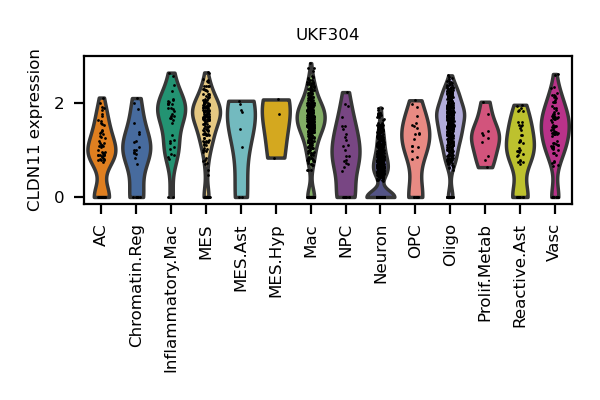 UKF304
CLDN11 expression
2
0
AC
Chromatin.Reg
Inflammatory.Mac
MES
MES.Ast
MES.Hyp
Mac
NPC
Neuron
OPC
Oligo
Prolif.Metab
Reactive.Ast
Vasc